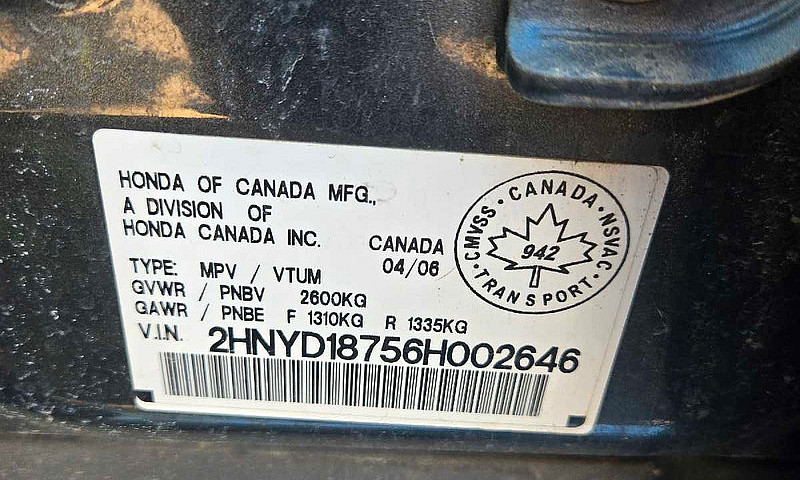 HONDA OF CANADA MFG.,
A DIVISION OF
HONDA CANADA INC.
CANADA
04/06
TYPE: MPV / VTUM
GVWR / PNBV 2600KG
GAWR / PNBE F 1310KG R 1335KG
V.I.N. 2HNYD18756H002646
CMVSS · CANADA · NSVAC · TRANSPORT ·
942